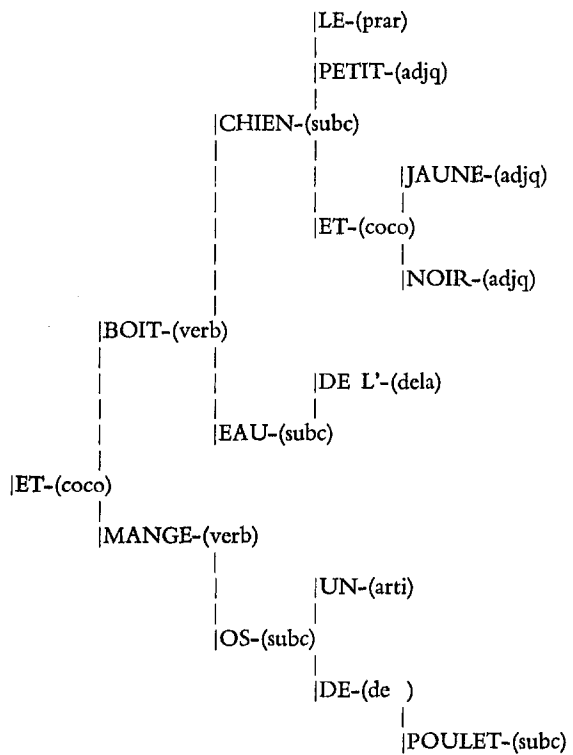 LE-(prar)
PETIT-(adjq)
CHIEN-(subc)
JAUNE-(adjq)
ET-(coco)
NOIR-(adjq)
BOIT-(verb)
DE L'-(dela)
EAU-(subc)
ET-(coco)
MANGE-(verb)
UN-(arti)
OS-(subc)
DE-(de )
POULET-(subc)